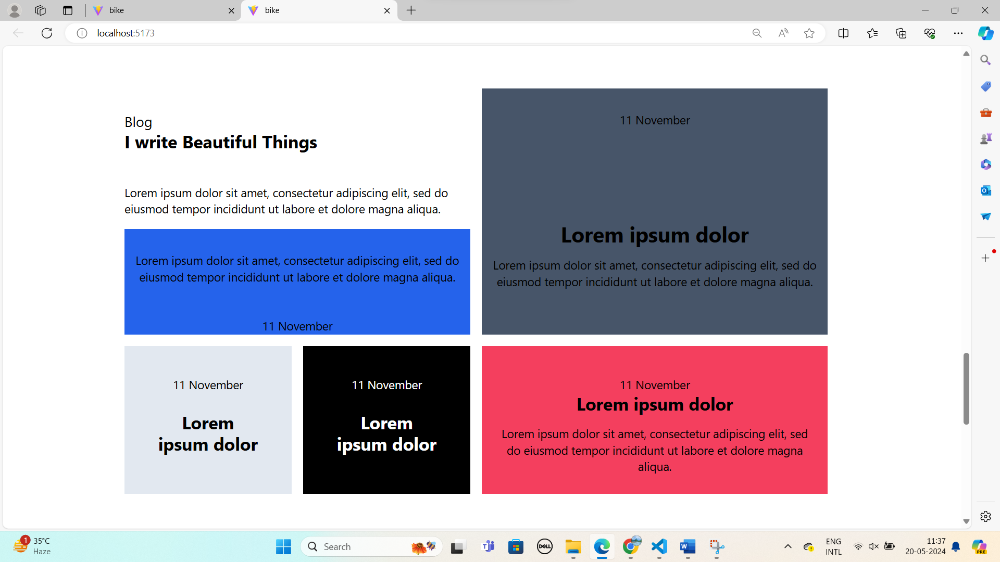 bike
bike
localhost:5173
Blog
I write Beautiful Things
Lorem ipsum dolor sit amet, consectetur adipiscing elit, sed do
eiusmod tempor incididunt ut labore et dolore magna aliqua.
Lorem ipsum dolor sit amet, consectetur adipiscing elit, sed do
eiusmod tempor incididunt ut labore et dolore magna aliqua.
11 November
11 November
Lorem ipsum dolor
Lorem ipsum dolor sit amet, consectetur adipiscing elit, sed do
eiusmod tempor incididunt ut labore et dolore magna aliqua.
11 November
Lorem
ipsum dolor
11 November
Lorem
ipsum dolor
11 November
Lorem ipsum dolor
Lorem ipsum dolor sit amet, consectetur adipiscing elit, sed
do eiusmod tempor incididunt ut labore et dolore magna
aliqua.
1
35°C
Haze
Search
DELL
ENG
INTL
11:37
20-05-2024
PRE